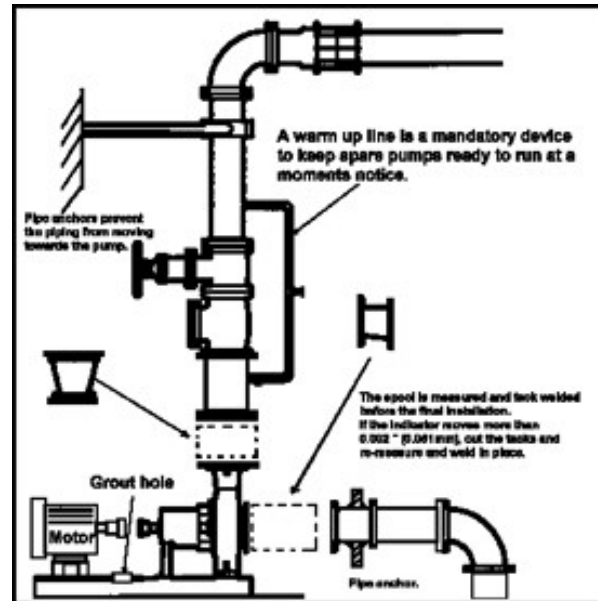 A warm up line is a mandatory device
to keep spare pumps ready to run at a
moments notice.
Pipe anchors prevent
the piping from moving
towards the pump.
The spool is measured and tack welded
before the final installation.
If the indicator moves more than
0.002 " (0.051mm), cut the tacks and
re-measure and weld in place.
Grout hole
Motor
Pipe anchor.